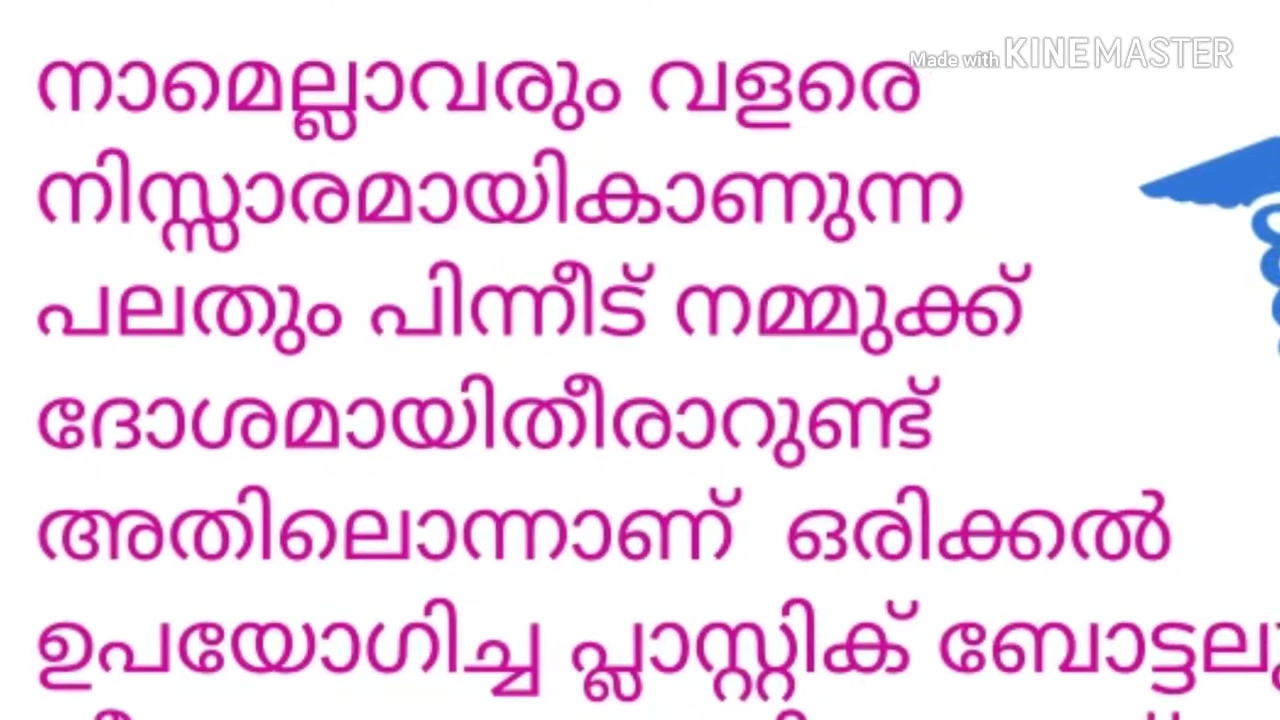 Made with KINEMASTER
നാമെല്ലാവരും വളരെ
നിസ്സാരമായികാണുന്ന
പലതും പിന്നീട് നമ്മുക്ക്
ദോശമായിതീരാറുണ്ട്
അതിലൊന്നാണ് ഒരിക്കൽ
ഉപയോഗിച്ച പ്ലാസ്റ്റിക് ബോട്ടലു